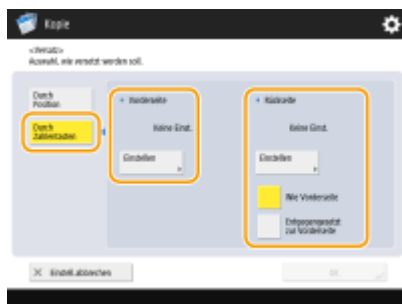 Kopie
<Versatz>
Auswahl, wie versetzt werden soll.
Durch
Position
Durch
Zahlentasten
Vorderseite
Keine Einst.
Einstellen
Rückseite
Keine Einst.
Einstellen
Wie Vorderseite
Entgegengesetzt
zur Vorderseite
Einstell. abbrechen
OK